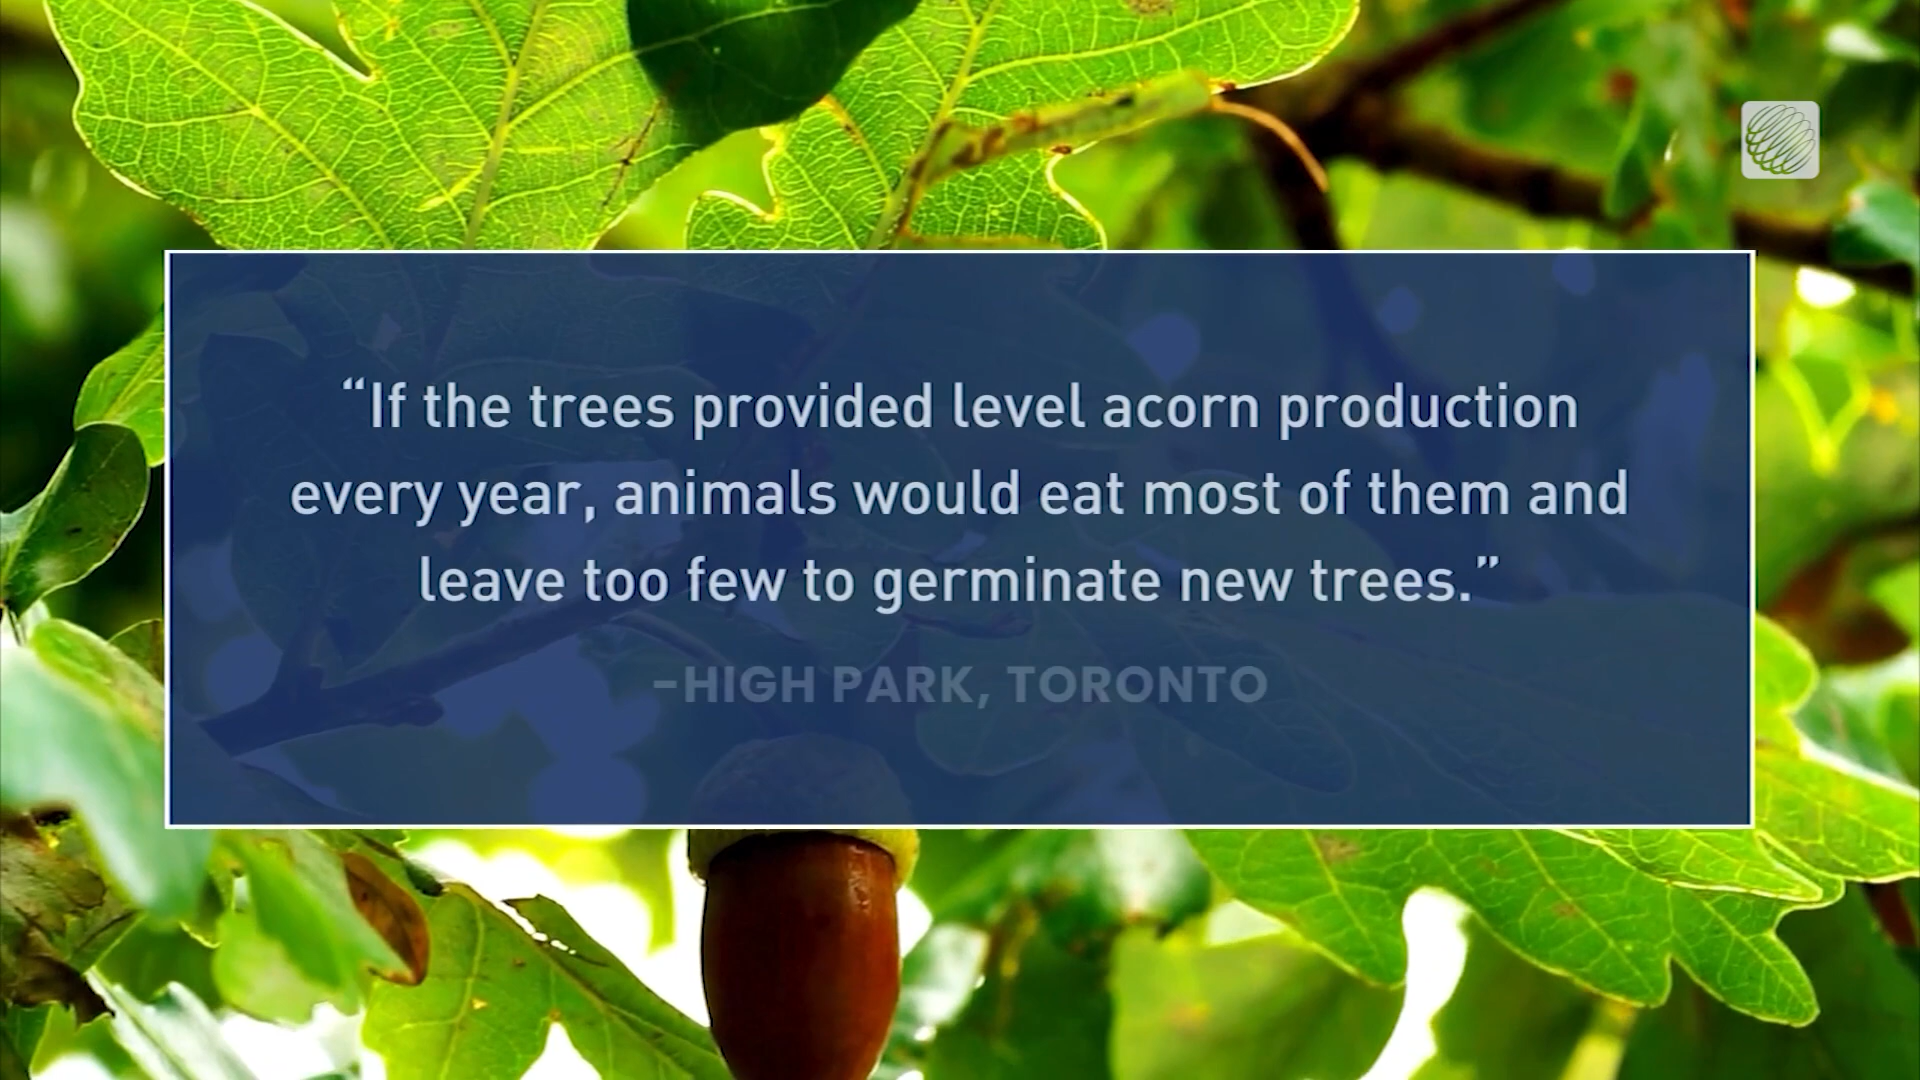 “If the trees provided level acorn production
every year, animals would eat most of them and
leave too few to germinate new trees.”
-HIGH PARK, TORONTO